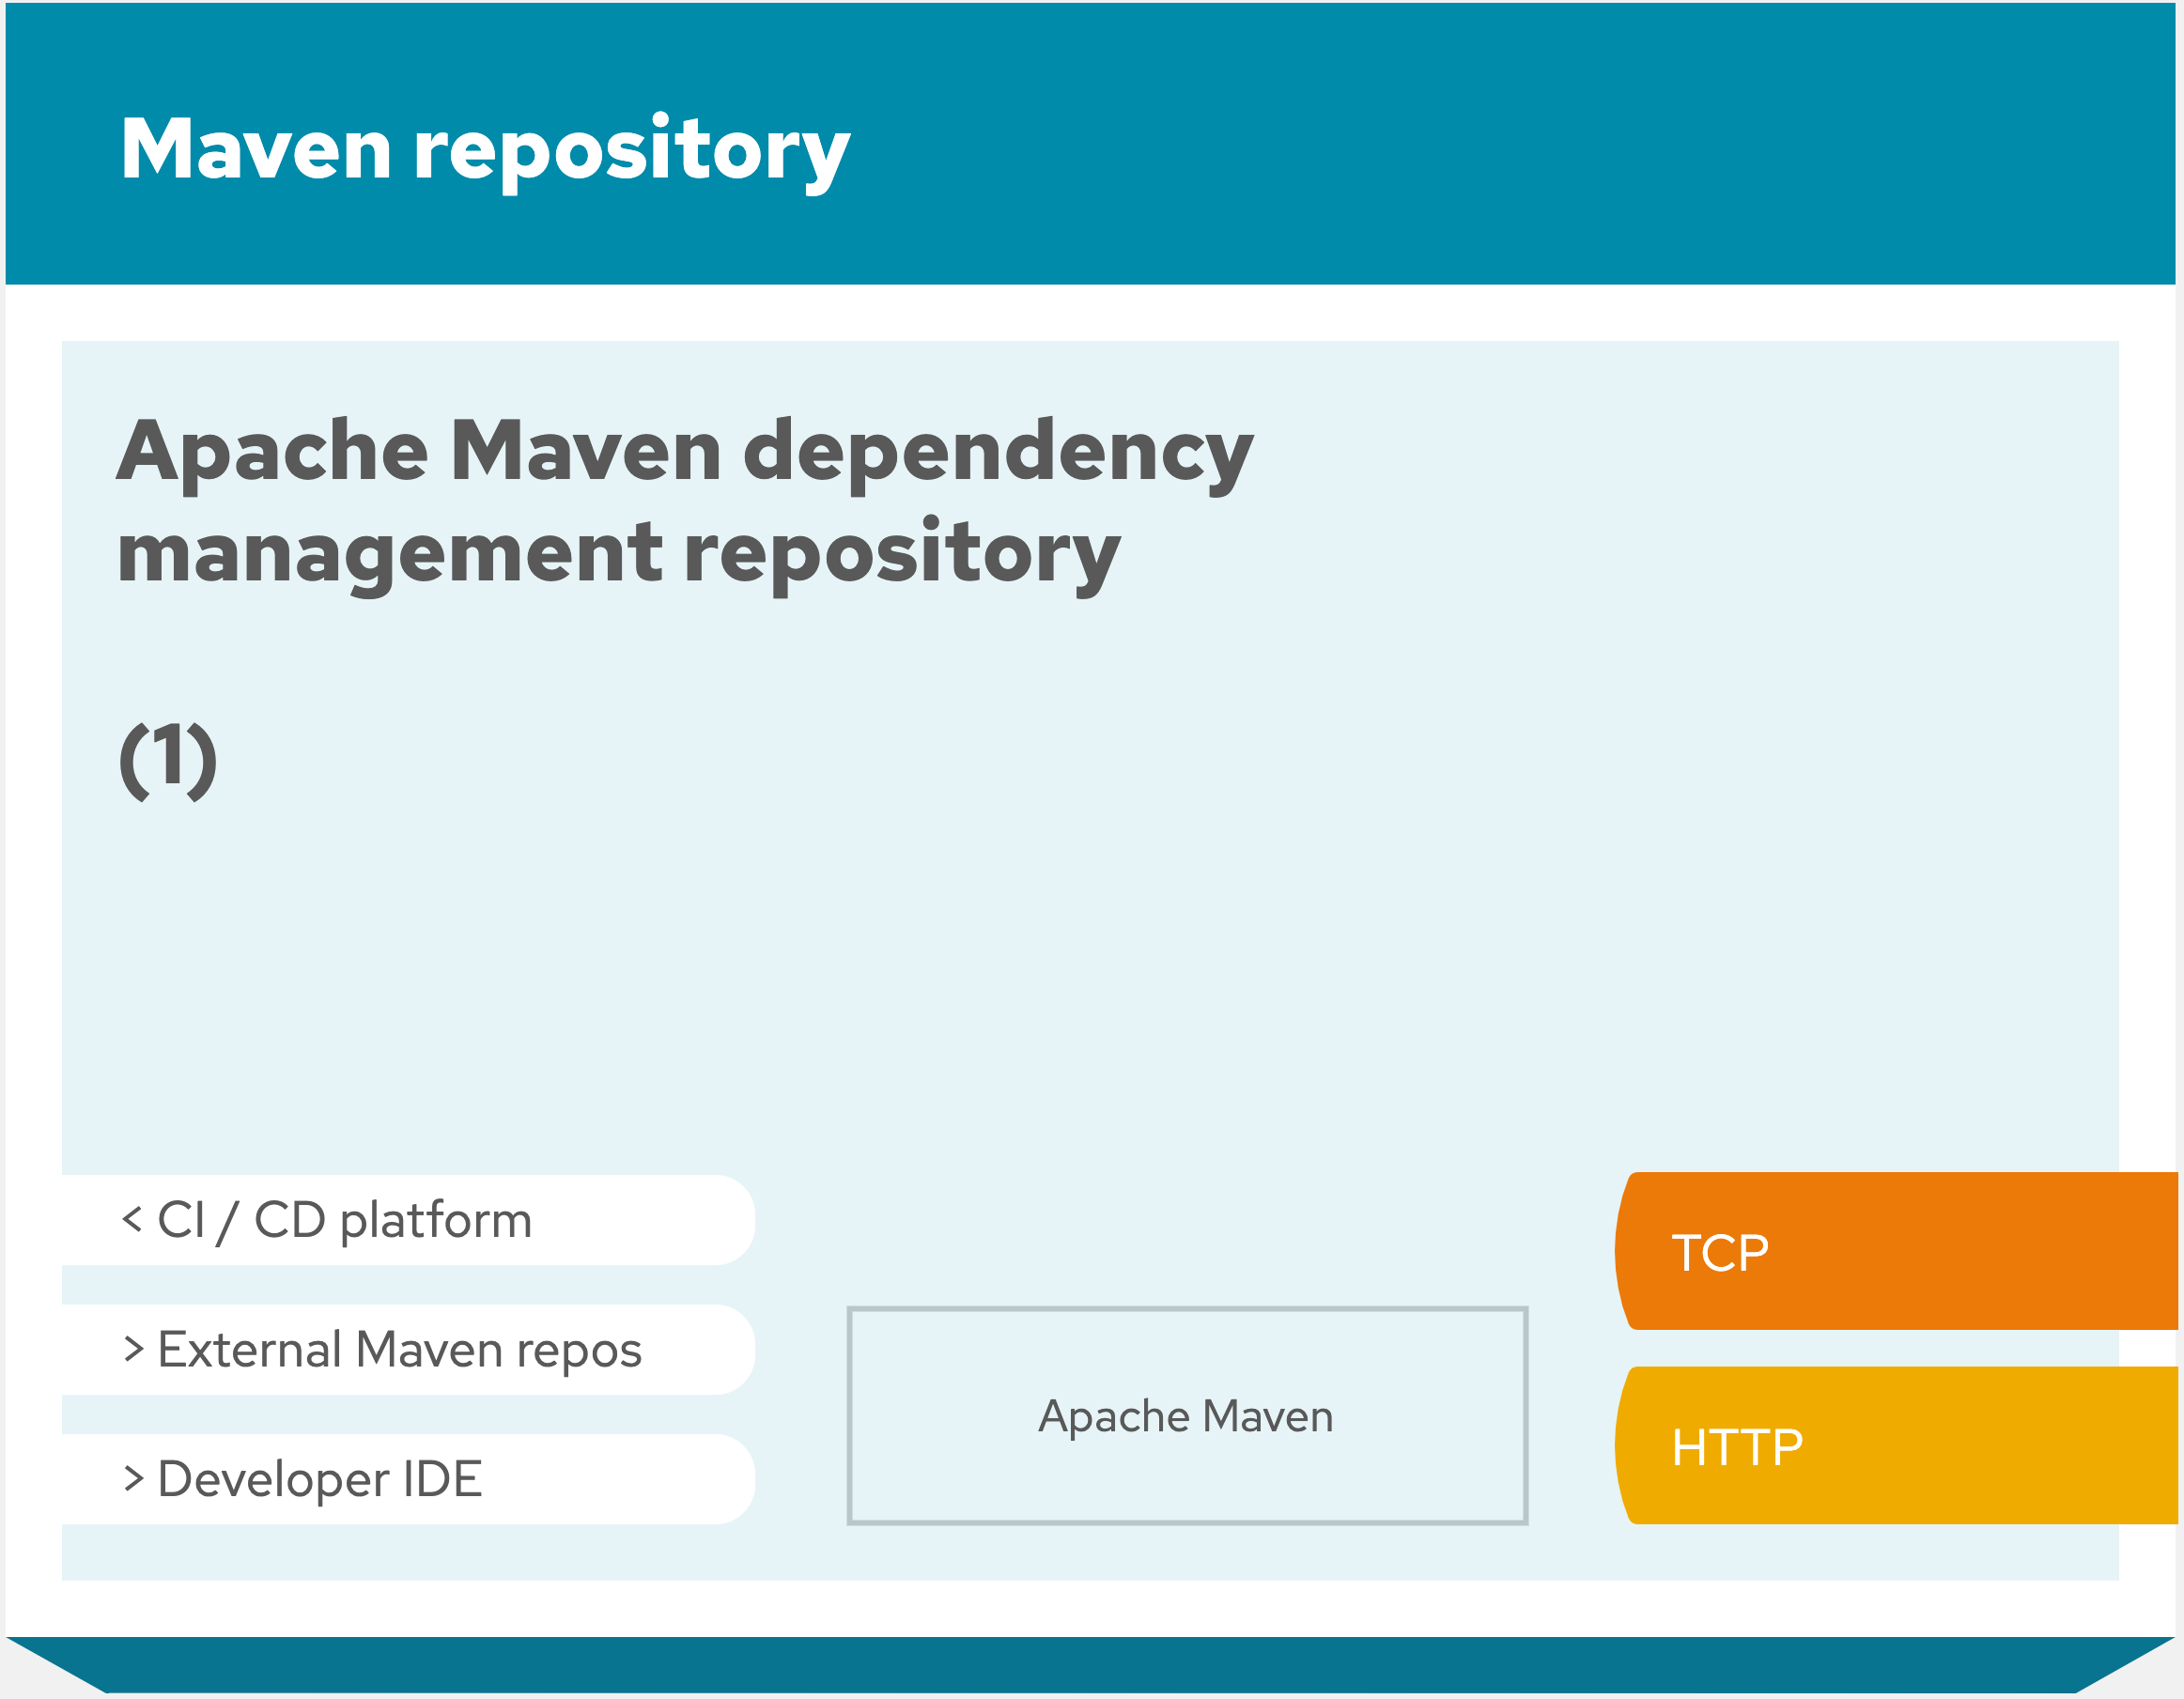 Maven repository
Apache Maven dependency
management repository
(1)
< CI / CD platform
> External Maven repos
> Developer IDE
Apache Maven
TCP
HTTP